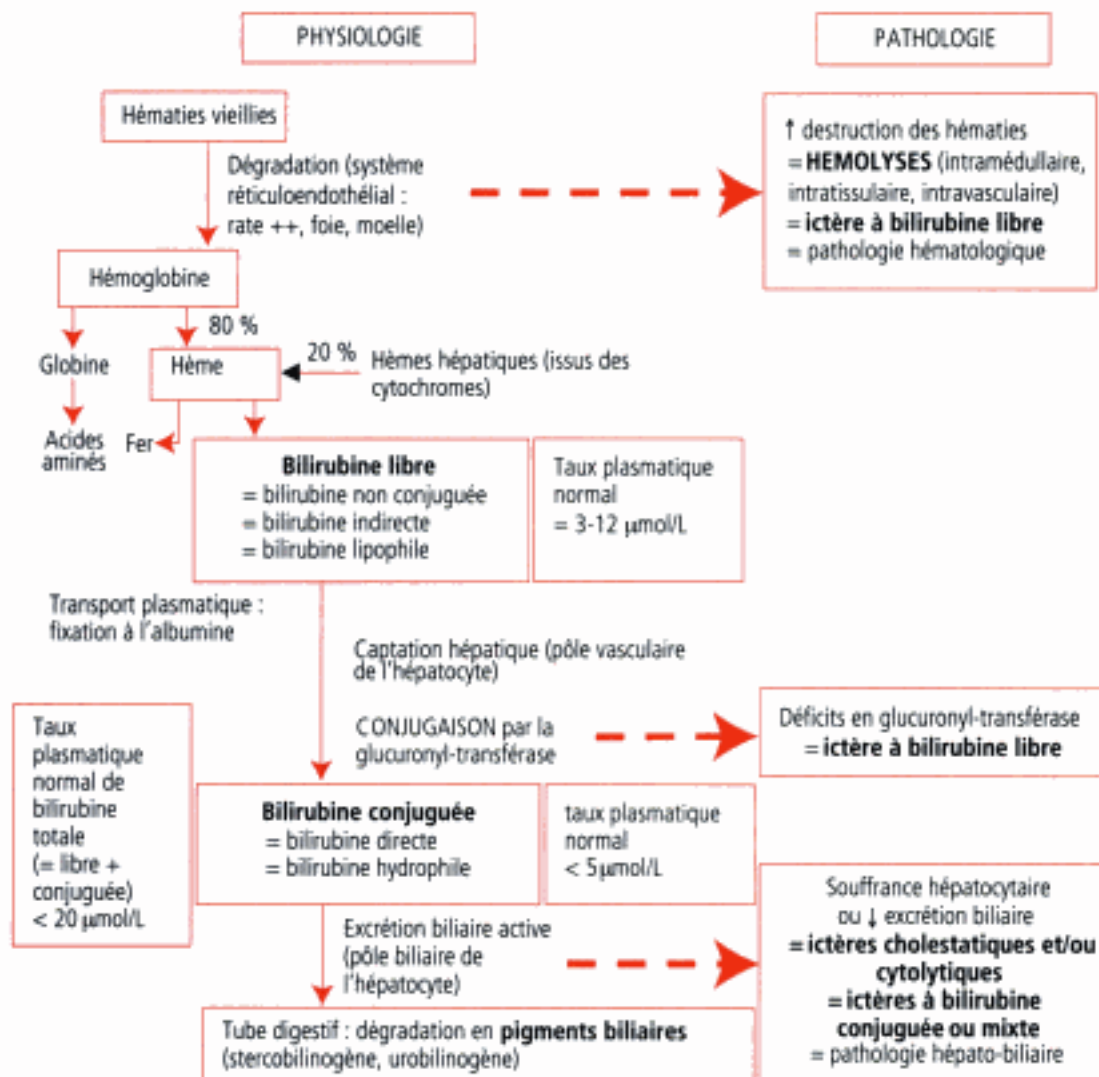 PHYSIOLOGIE
PATHOLOGIE
Hématies vieillies
Dégradation (système
réticuloendothélial :
rate ++, foie, moelle)
↑ destruction des hématies
= HEMOLYSES (intramédullaire,
intratissulaire, intravasculaire)
= ictère à bilirubine libre
= pathologie hématologique
Hémoglobine
80 %
Globine
Hème
20 %
Hèmes hépatiques (issus des
cytochromes)
Acides
aminés
Fer
Bilirubine libre
= bilirubine non conjuguée
= bilirubine indirecte
= bilirubine lipophile
Taux plasmatique
normal
= 3-12 µmol/L
Transport plasmatique :
fixation à l'albumine
Captation hépatique (pôle vasculaire
de l'hépatocyte)
CONJUGAISON par la
glucuronyl-transférase
Déficits en glucuronyl-transférase
= ictère à bilirubine libre
Taux
plasmatique
normal de
bilirubine
totale
(= libre +
conjuguée)
< 20 µmol/L
Bilirubine conjuguée
= bilirubine directe
= bilirubine hydrophile
taux plasmatique
normal
< 5µmol/L
Excrétion biliaire active
(pôle biliaire de
l'hépatocyte)
Souffrance hépatocytaire
ou ↓ excrétion biliaire
= ictères cholestatiques et/ou
cytolytiques
= ictères à bilirubine
conjuguée ou mixte
= pathologie hépato-biliaire
Tube digestif : dégradation en pigments biliaires
(stercobilinogène, urobilinogène)